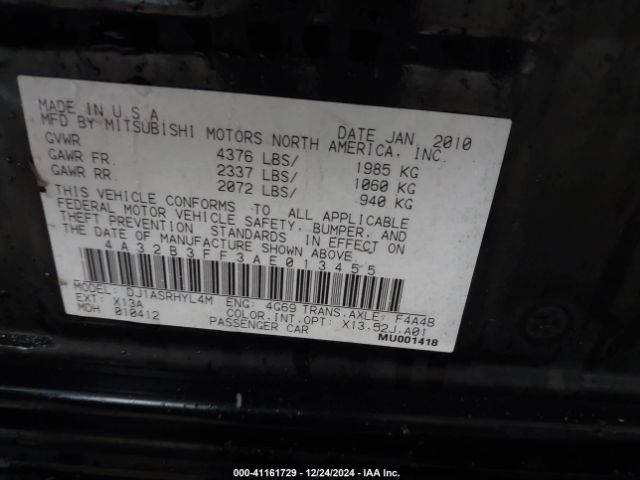 MADE IN U.S.A. DATE JAN. 2010
MFD BY MITSUBISHI MOTORS NORTH AMERICA, INC.
GVWR 4376 LBS/ 1985 KG
GAWR FR. 2337 LBS/ 1060 KG
GAWR RR. 2072 LBS/ 940 KG
THIS VEHICLE CONFORMS TO ALL APPLICABLE
FEDERAL MOTOR VEHICLE SAFETY, BUMPER, AND
THEFT PREVENTION STANDARDS IN EFFECT ON
THE DATE OF MANUFACTURE SHOWN ABOVE.
4A32B3FF3AE013455
MODEL: DJ1ASRHYL4M ENG: 4G69 TRANS.AXLE: F4A4B
EXT: X13A COLOR.INT.OPT: X13.52J.A01
MDH 010412 PASSENGER CAR
MU001418
000-41161729 - 12/24/2024 - IAA Inc.